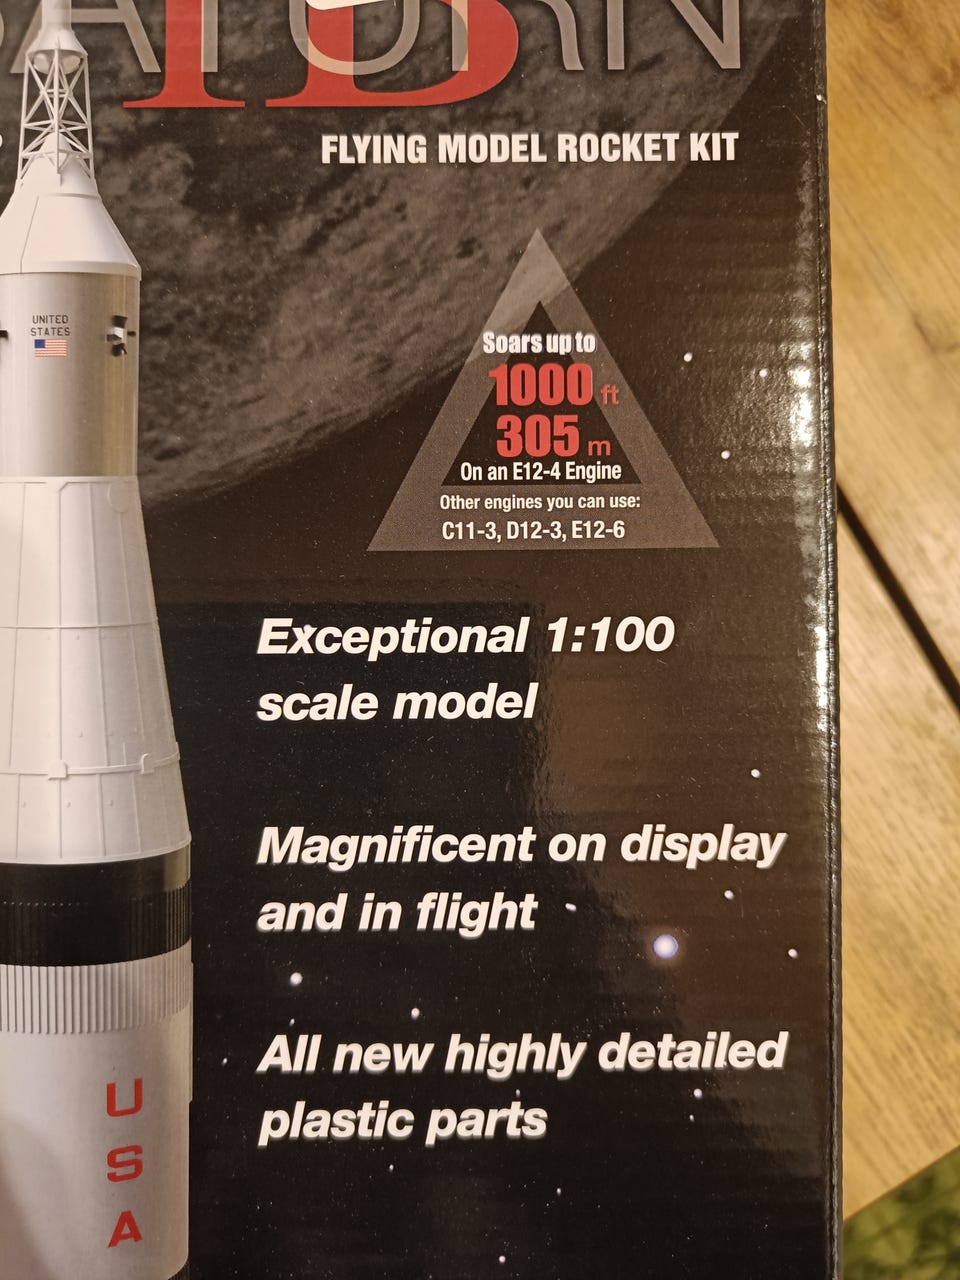 SATURN
1B
FLYING MODEL ROCKET KIT
UNITED
STATES
Soars up to
1000 ft
305 m
On an E12-4 Engine
Other engines you can use:
C11-3, D12-3, E12-6
Exceptional 1:100
scale model
Magnificent on display
and in flight
All new highly detailed
plastic parts
U
S
A